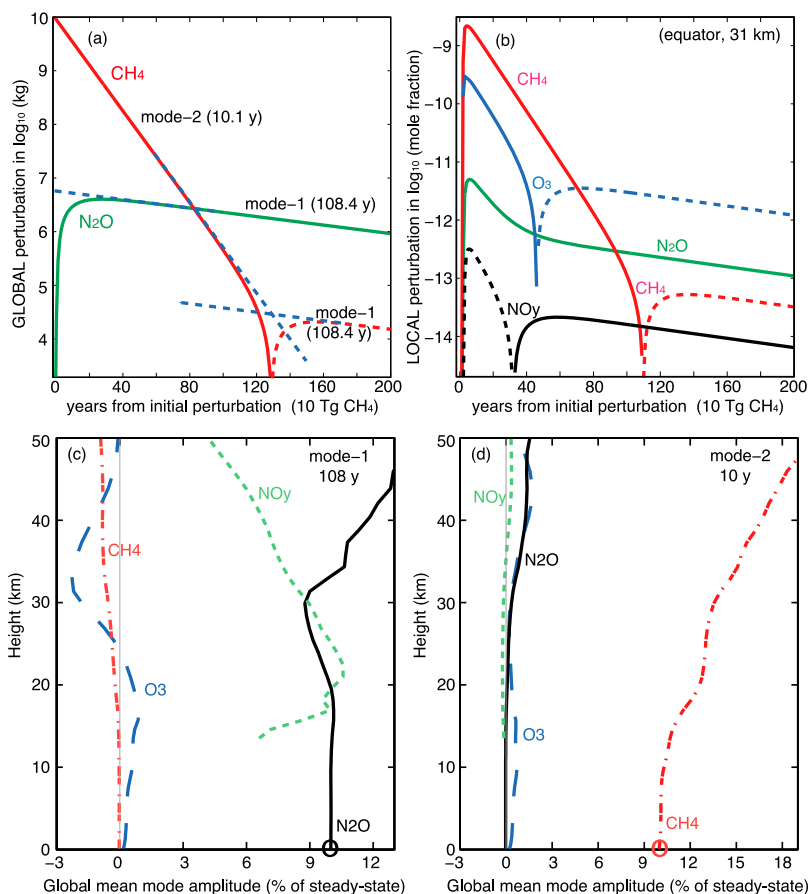 (a)
GLOBAL perturbation in log10 (kg)
10
9
8
7
6
5
4
CH4
mode-2 (10.1 y)
mode-1 (108.4 y)
N2O
mode-1
(108.4 y)
0 40 80 120 160 200
years from initial perturbation (10 Tg CH4)
(b)
(equator, 31 km)
LOCAL perturbation in log10 (mole fraction)
-9
-10
-11
-12
-13
-14
CH4
O3
N2O
NOy
CH4
0 40 80 120 160 200
years from initial perturbation (10 Tg CH4)
(c)
mode-1
108 y
Height (km)
50
40
30
20
10
0
NOy
CH4
O3
N2O
-3 0 3 6 9 12
Global mean mode amplitude (% of steady-state)
(d)
mode-2
10 y
Height (km)
50
40
30
20
10
0
NOy
N2O
O3
CH4
-3 0 3 6 9 12 15 18
Global mean mode amplitude (% of steady-state)